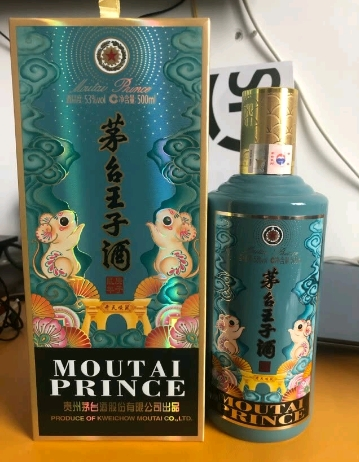 Moutai Prince
酒精度:53%vol 净含量:500ml
茅台王子酒
MOUTAI
PRINCE
贵州茅台酒股份有限公司出品
PRODUCE OF KWEICHOW MOUTAI CO.,LTD.
茅台王子酒
MOUTAI
PRINCE